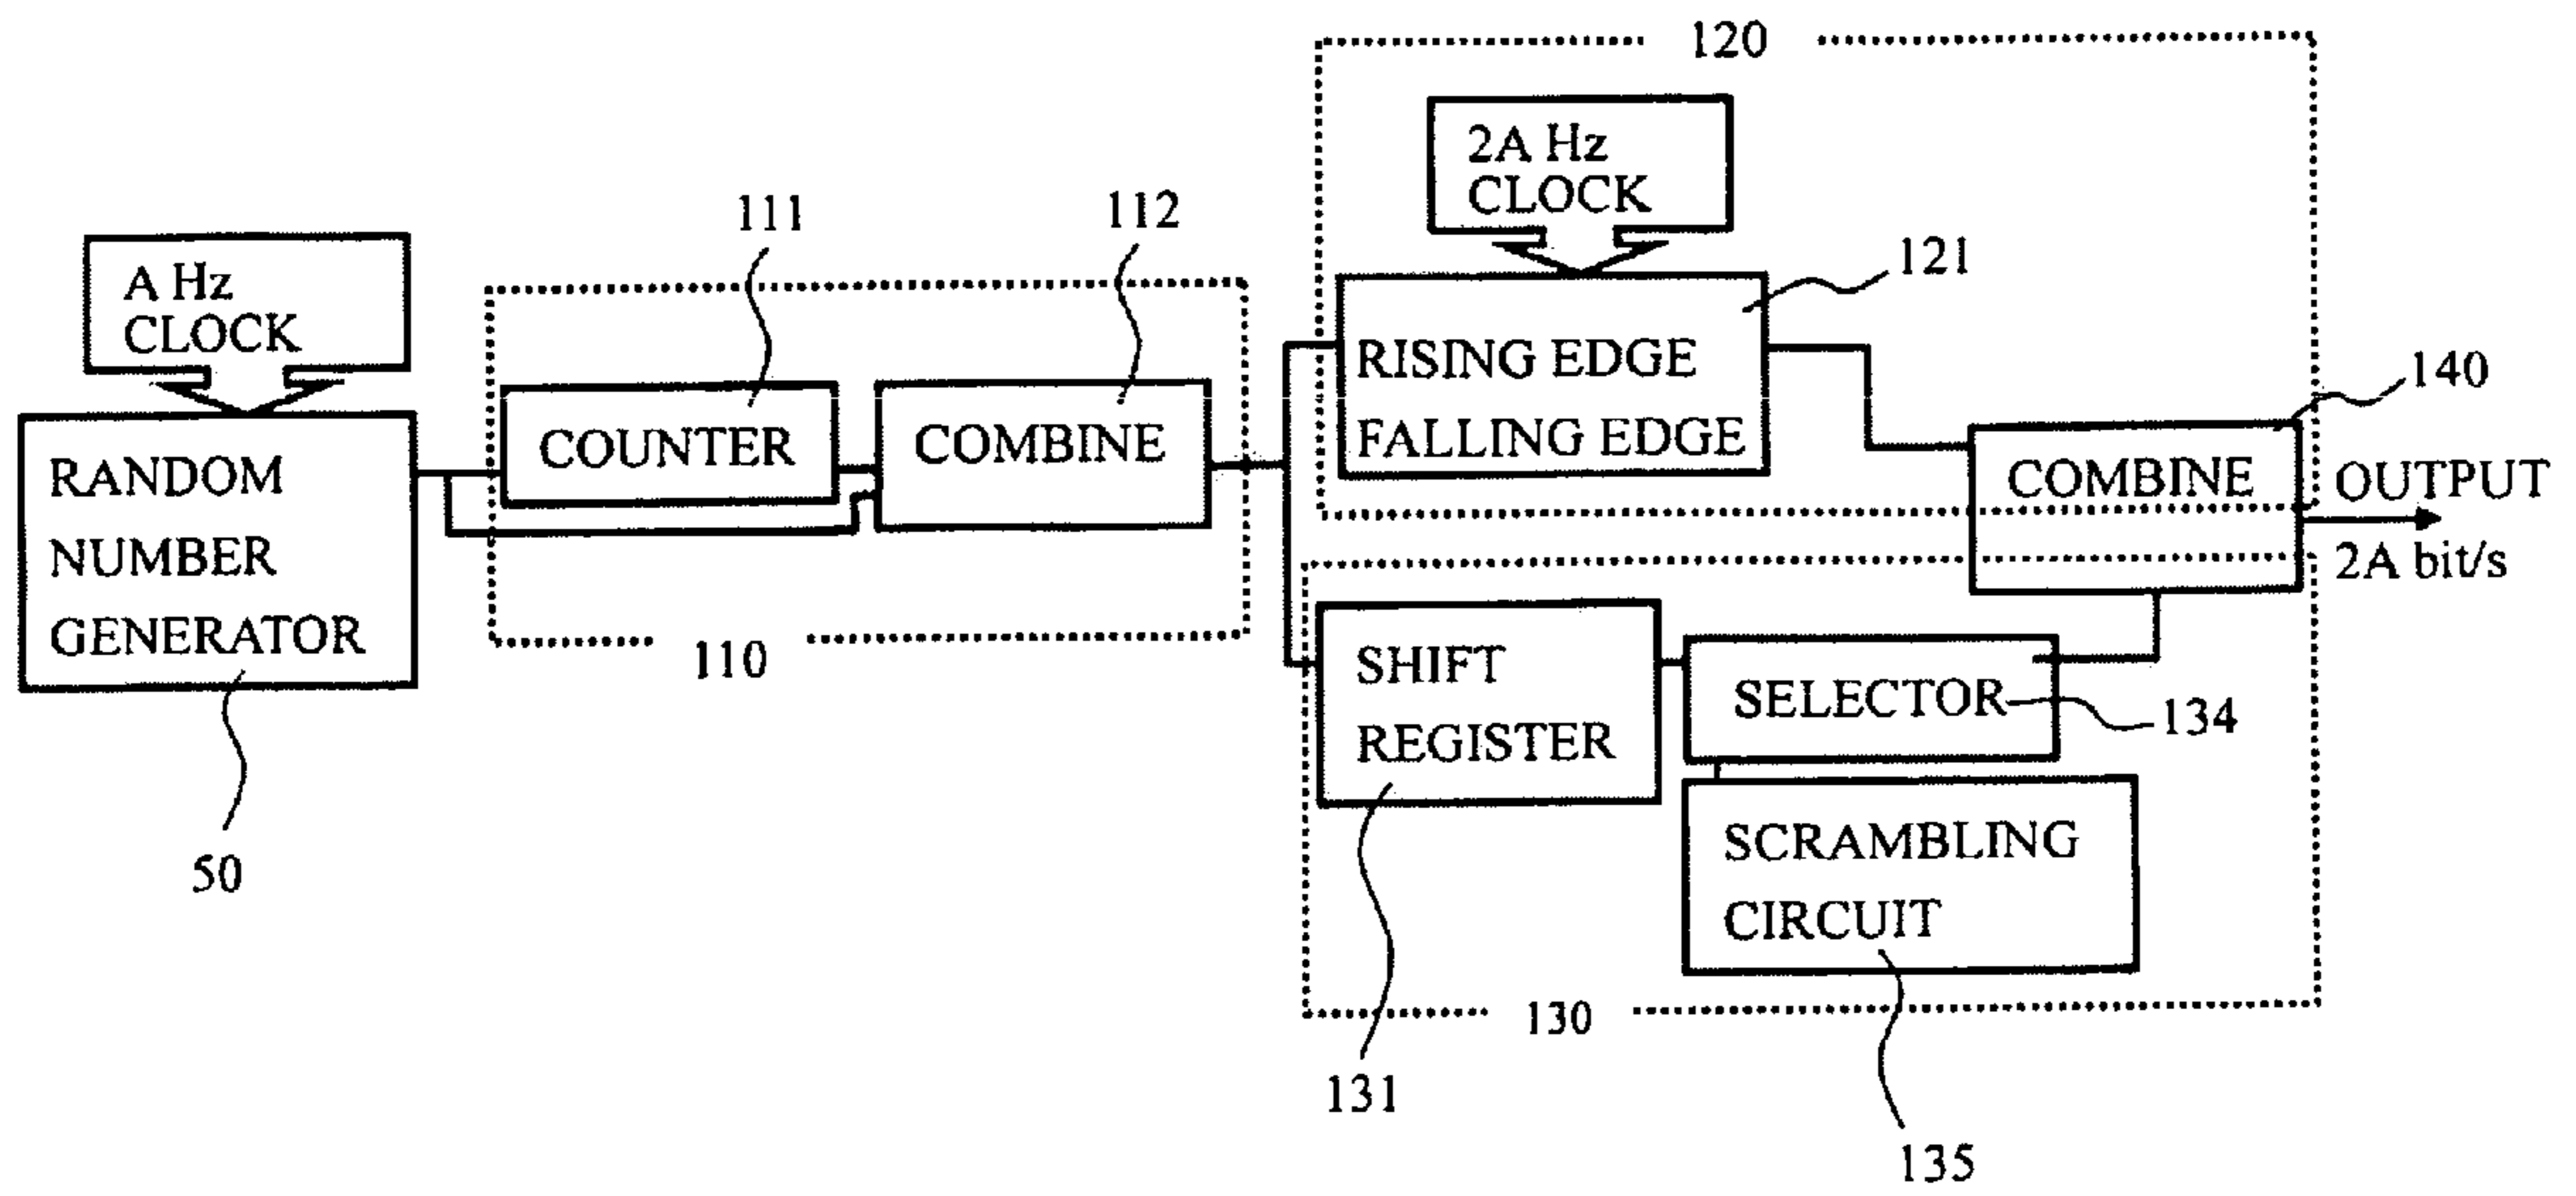 120
2A Hz
CLOCK
111
112
121
A Hz
CLOCK
RISING EDGE
FALLING EDGE
140
COUNTER
COMBINE
COMBINE
OUTPUT
2A bit/s
RANDOM
NUMBER
GENERATOR
110
SHIFT
REGISTER
SELECTOR
134
50
SCRAMBLING
CIRCUIT
130
131
135